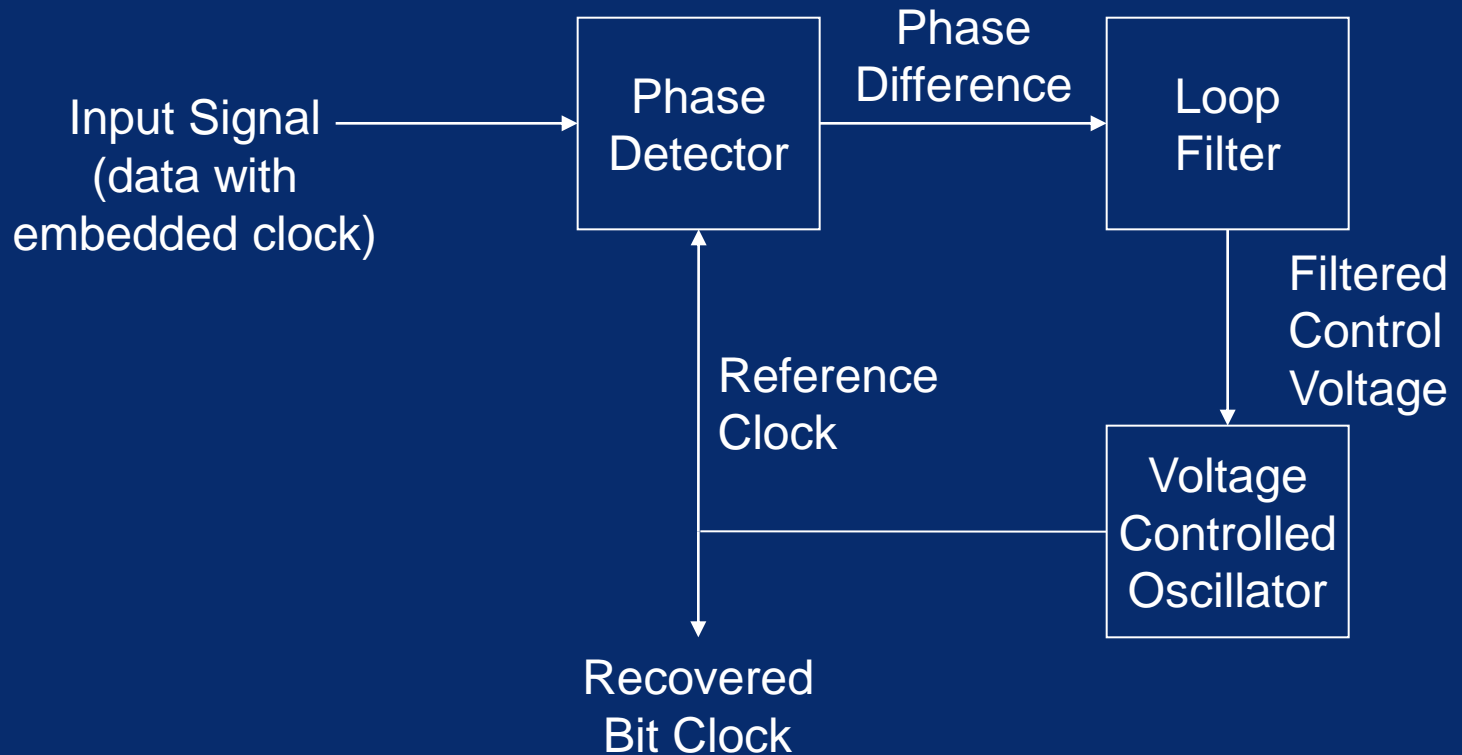 Input Signal
(data with
embedded clock)
Phase
Detector
Phase
Difference
Loop
Filter
Filtered
Control
Voltage
Reference
Clock
Voltage
Controlled
Oscillator
Recovered
Bit Clock